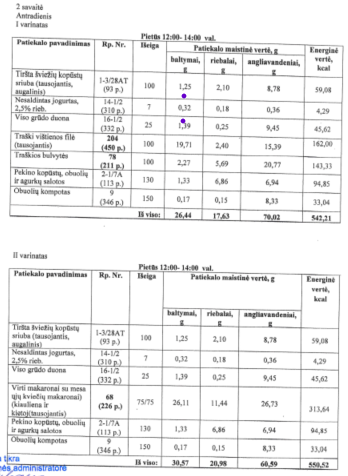 2 savaitė
Antradienis
I variantas
Pietūs 12:00- 14:00 val.
Patiekalo pavadinimas Rp. Nr. Išeiga Patiekalo maistinė vertė, g Energinė vertė, kcal
baltymai, g riebalai, g angliavandeniai, g
Tiršta šviežių kopūstų sriuba (tausojantis, augalinis) 1-3/28AT (93 p.) 100 1,25 2,10 8,78 59,08
Nesaldintas jogurtas, 2,5% rieb. 14-1/2 (310 p.) 7 0,32 0,18 0,36 4,29
Viso grūdo duona 16-1/2 (332 p.) 25 1,39 0,25 9,45 45,62
Traški vištienos filė (tausojantis) 204 (450 p.) 100 19,71 2,40 15,39 162,00
Traškios bulvytės 78 (211 p.) 100 2,27 5,69 20,77 143,33
Pekino kopūstų, obuolių ir agurkų salotos 2-1/7A (113 p.) 130 1,33 6,86 6,94 94,85
Obuolių kompotas 9 (346 p.) 150 0,17 0,15 8,33 33,04
Iš viso: 26,44 17,63 70,02 542,21
II varinatas
Pietūs 12:00- 14:00 val.
Patiekalo pavadinimas Rp. Nr. Išeiga Patiekalo maistinė vertė, g Energinė vertė, kcal
baltymai, g riebalai, g angliavandeniai, g
Tiršta šviežių kopūstų sriuba (tausojantis, augalinis) 1-3/28AT (93 p.) 100 1,25 2,10 8,78 59,08
Nesaldintas jogurtas, 2,5% rieb. 14-1/2 (310 p.) 7 0,32 0,18 0,36 4,29
Viso grūdo duona 16-1/2 (332 p.) 25 1,39 0,25 9,45 45,62
Virti makaronai su mėsa (kiauliena ir 68 (226 p.) 75/75 26,11 11,44 26,73 313,64
Pekino kopūstų, obuolių ir agurkų salotos 2-1/7A (113 p.) 130 1,33 6,86 6,94 94,85
Obuolių kompotas 9 (346 p.) 150 0,17 0,15 8,33 33,04
Iš viso: 30,57 20,98 60,59 550,52
tikra
administratorė